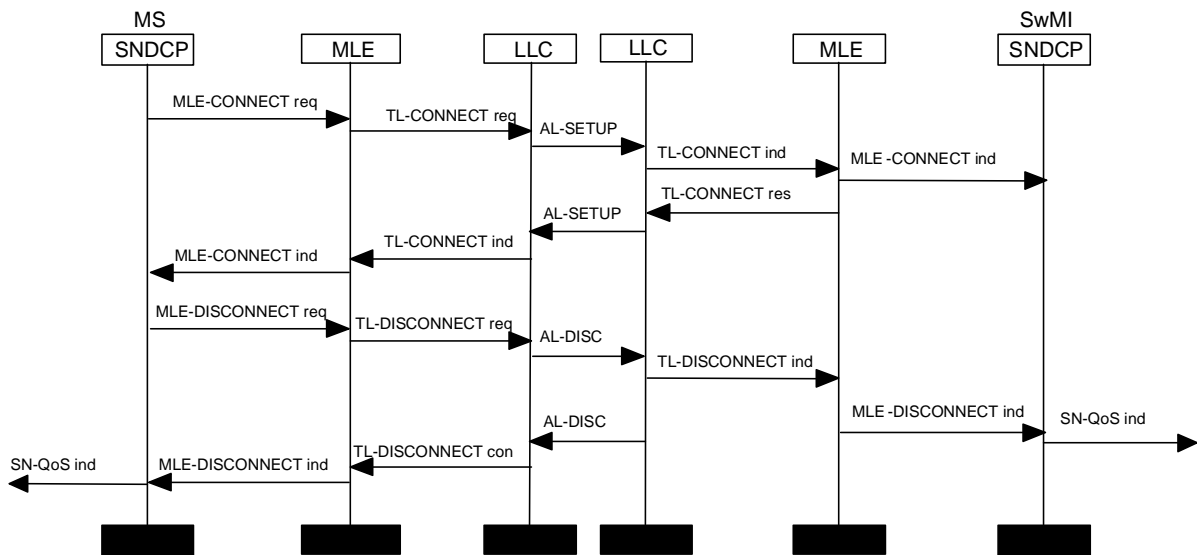 MS
SwMI
SNDCP
MLE
LLC
LLC
MLE
SNDCP
MLE-CONNECT req
TL-CONNECT req
AL-SETUP
TL-CONNECT ind
MLE-CONNECT ind
TL-CONNECT res
AL-SETUP
TL-CONNECT ind
MLE-CONNECT ind
MLE-DISCONNECT req
TL-DISCONNECT req
AL-DISC
TL-DISCONNECT ind
MLE-DISCONNECT ind
SN-QoS ind
AL-DISC
TL-DISCONNECT con
MLE-DISCONNECT ind
SN-QoS ind